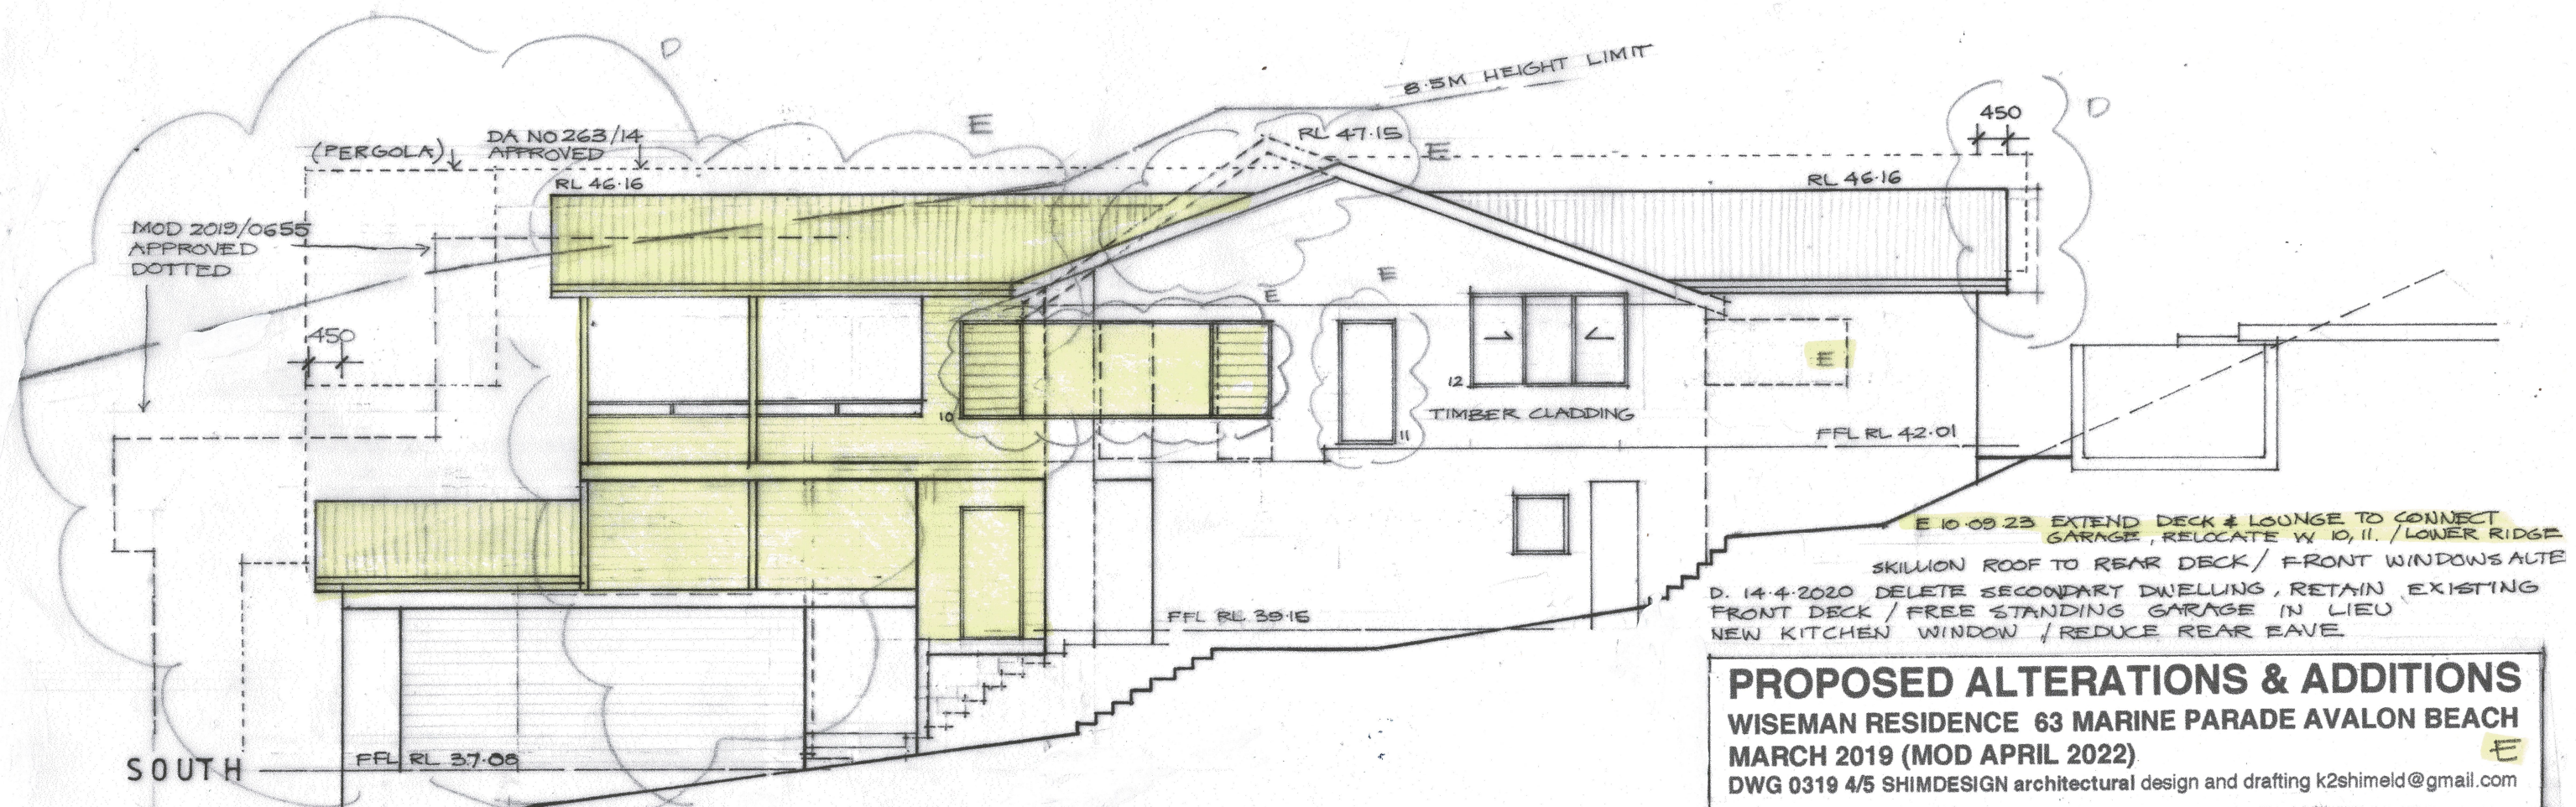 D
8.5M HEIGHT LIMIT
450
D
E
RL 47.15
E
DA NO 263/14
APPROVED
(PERGOLA)
RL 46.16
RL 46.16
MOD 2019/0655
APPROVED
DOTTED
450
E
E
E
10
12
11
TIMBER CLADDING
FFL RL 42.01
E 10.09.23 EXTEND DECK & LOUNGE TO CONNECT
GARAGE, RELOCATE W 10, 11. / LOWER RIDGE
SKILLION ROOF TO REAR DECK / FRONT WINDOWS ALTE
D. 14.4.2020 DELETE SECONDARY DWELLING, RETAIN EXISTING
FRONT DECK / FREE STANDING GARAGE IN LIEU
NEW KITCHEN WINDOW / REDUCE REAR EAVE
FFL RL 39.15
FFL RL 37.08
SOUTH
PROPOSED ALTERATIONS & ADDITIONS
WISEMAN RESIDENCE 63 MARINE PARADE AVALON BEACH
MARCH 2019 (MOD APRIL 2022)
E
DWG 0319 4/5 SHIMDESIGN architectural design and drafting k2shimeld@gmail.com